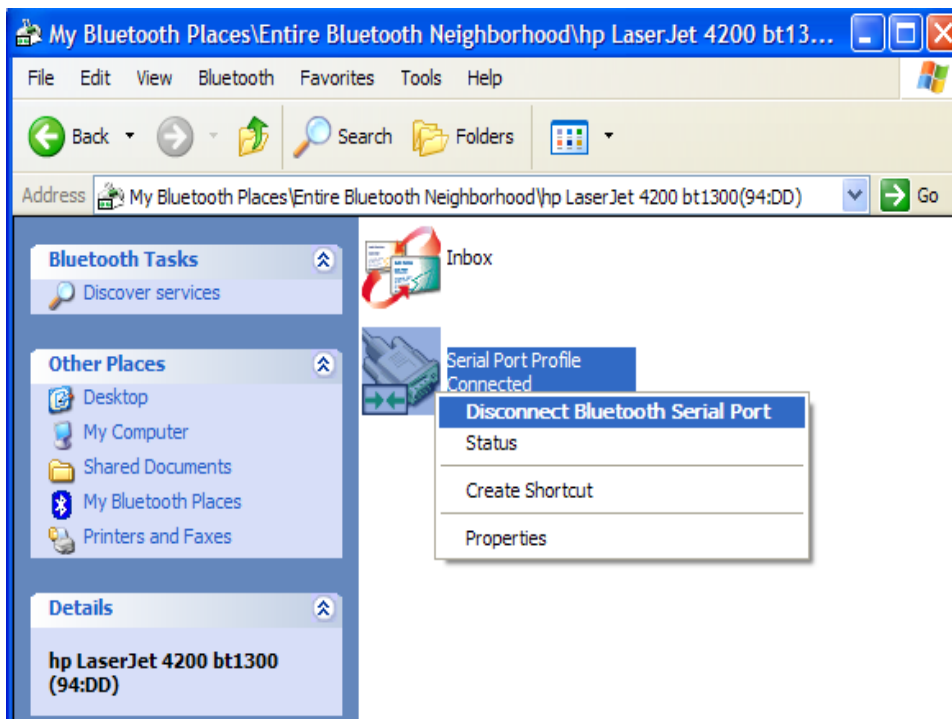 My Bluetooth Places\Entire Bluetooth Neighborhood\hp LaserJet 4200 bt13...
File Edit View Bluetooth Favorites Tools Help
Back Search Folders
Address My Bluetooth Places\Entire Bluetooth Neighborhood\hp LaserJet 4200 bt1300(94:DD) Go
Bluetooth Tasks
Discover services
Other Places
Desktop
My Computer
Shared Documents
My Bluetooth Places
Printers and Faxes
Details
hp LaserJet 4200 bt1300
(94:DD)
Inbox
Serial Port Profile
Connected
Disconnect Bluetooth Serial Port
Status
Create Shortcut
Properties